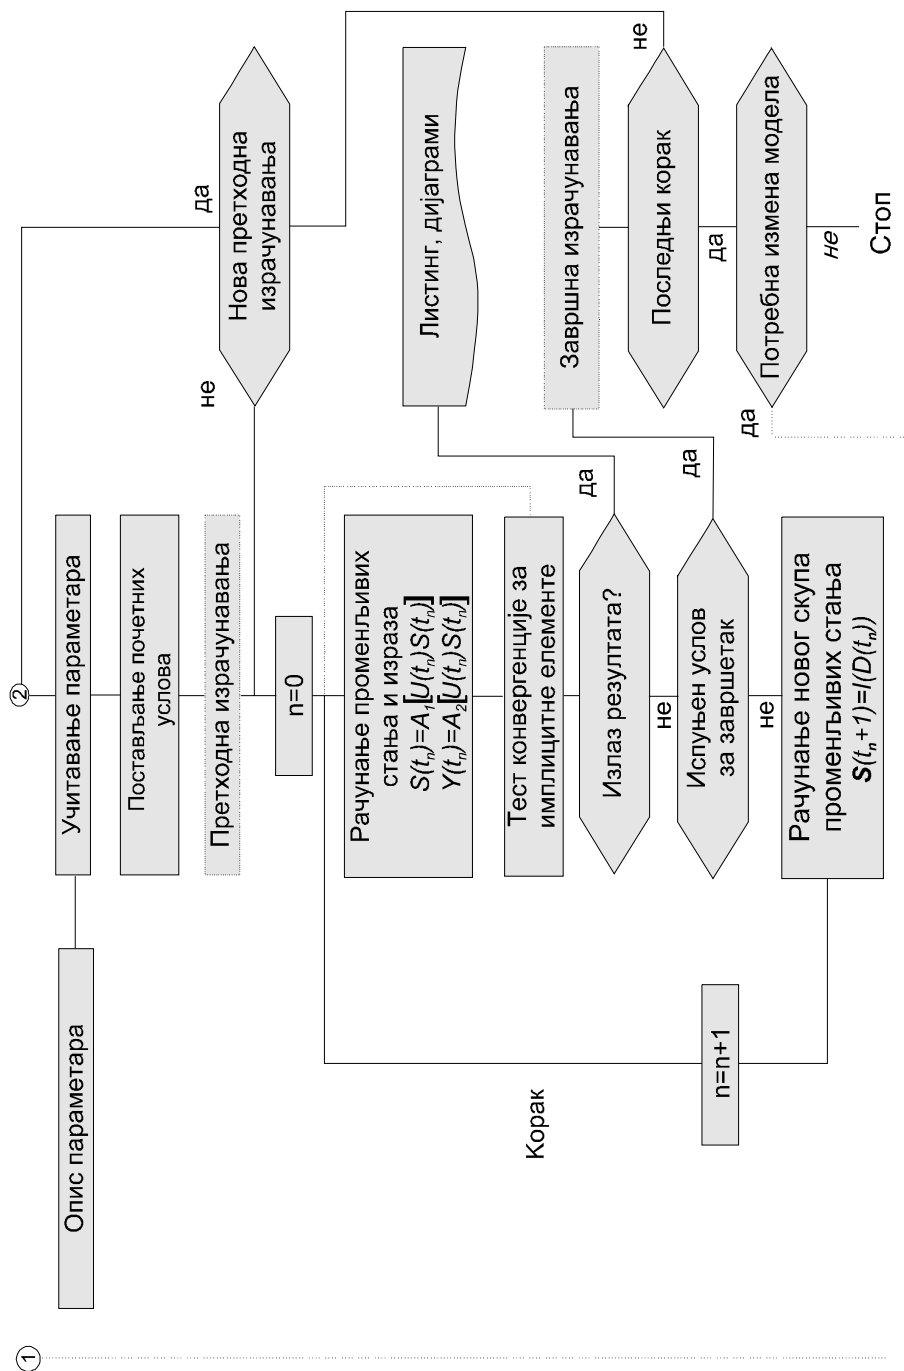 1
2
Опис параметара
Учитавање параметара
Постављање почетних
услова
Претходна израчунавања
да
Нова претходна
израчунавања
не
n=0
Рачунање променљивих
стања и израза
S(tₙ)=A₁[U(tₙ)S(tₙ)]
Y(tₙ)=A₂[U(tₙ)S(tₙ)]
Листинг, дијаграми
Тест конвергенције за
имплицитне елементе
Корак
Излаз резултата?
да
не
Завршна израчунавања
Последњи корак
не
да
Испуњен услов
за завршетак
да
не
n=n+1
Потребна измена модела
да
не
Стоп
Рачунање новог скупа
променљивих стања
S(tₙ+1)=I((D(tₙ))